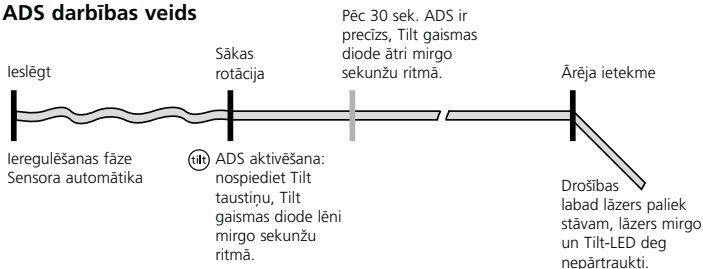 ADS darbības veids
Ieslēgt
Sākas
rotācija
Pēc 30 sek. ADS ir
precīzs, Tilt gaismas
diode ātri mirgo
sekunžu ritmā.
Ārēja ietekme
Ieregulēšanas fāze
Sensora automātika
tilt
ADS aktivēšana:
nospiediet Tilt
taustiņu, Tilt
gaismas diode lēni
mirgo sekunžu
ritmā.
Drošības
labad lāzers paliek
stāvam, lāzers mirgo
un Tilt-LED deg
nepārtraukti.